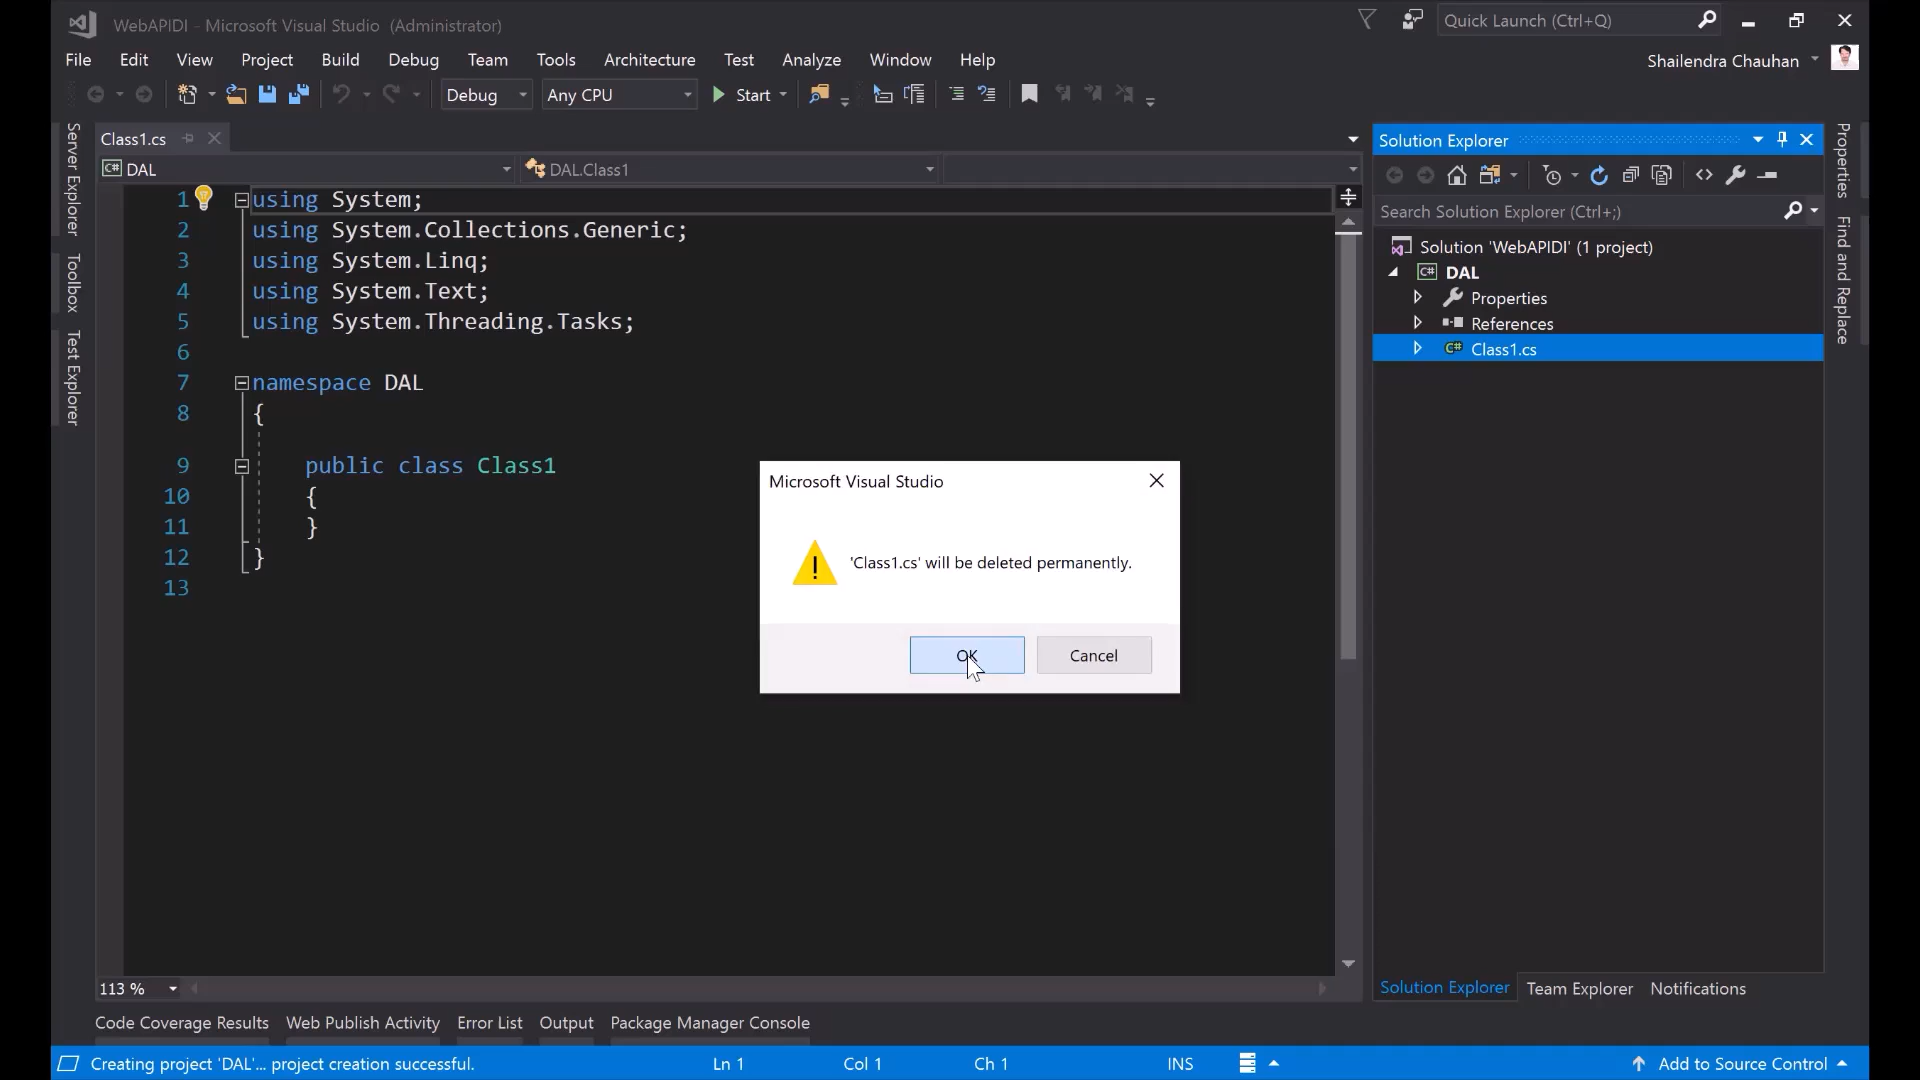 WebAPIDI - Microsoft Visual Studio (Administrator)
Quick Launch (Ctrl+Q)
File Edit View Project Build Debug Team Tools Architecture Test Analyze Window Help
Shailendra Chauhan
Debug Any CPU Start
Server Explorer
Toolbox
Test Explorer
Class1.cs
C# DAL
DAL.Class1
1 using System;
2 using System.Collections.Generic;
3 using System.Linq;
4 using System.Text;
5 using System.Threading.Tasks;
6
7 namespace DAL
8 {
9 public class Class1
10 {
11 }
12 }
13
Microsoft Visual Studio
'Class1.cs' will be deleted permanently.
OK Cancel
Solution Explorer
Search Solution Explorer (Ctrl+;)
Solution 'WebAPIDI' (1 project)
C# DAL
Properties
References
C# Class1.cs
Properties
Find and Replace
113 %
Solution Explorer Team Explorer Notifications
Code Coverage Results Web Publish Activity Error List Output Package Manager Console
Creating project 'DAL'... project creation successful. Ln 1 Col 1 Ch 1 INS Add to Source Control